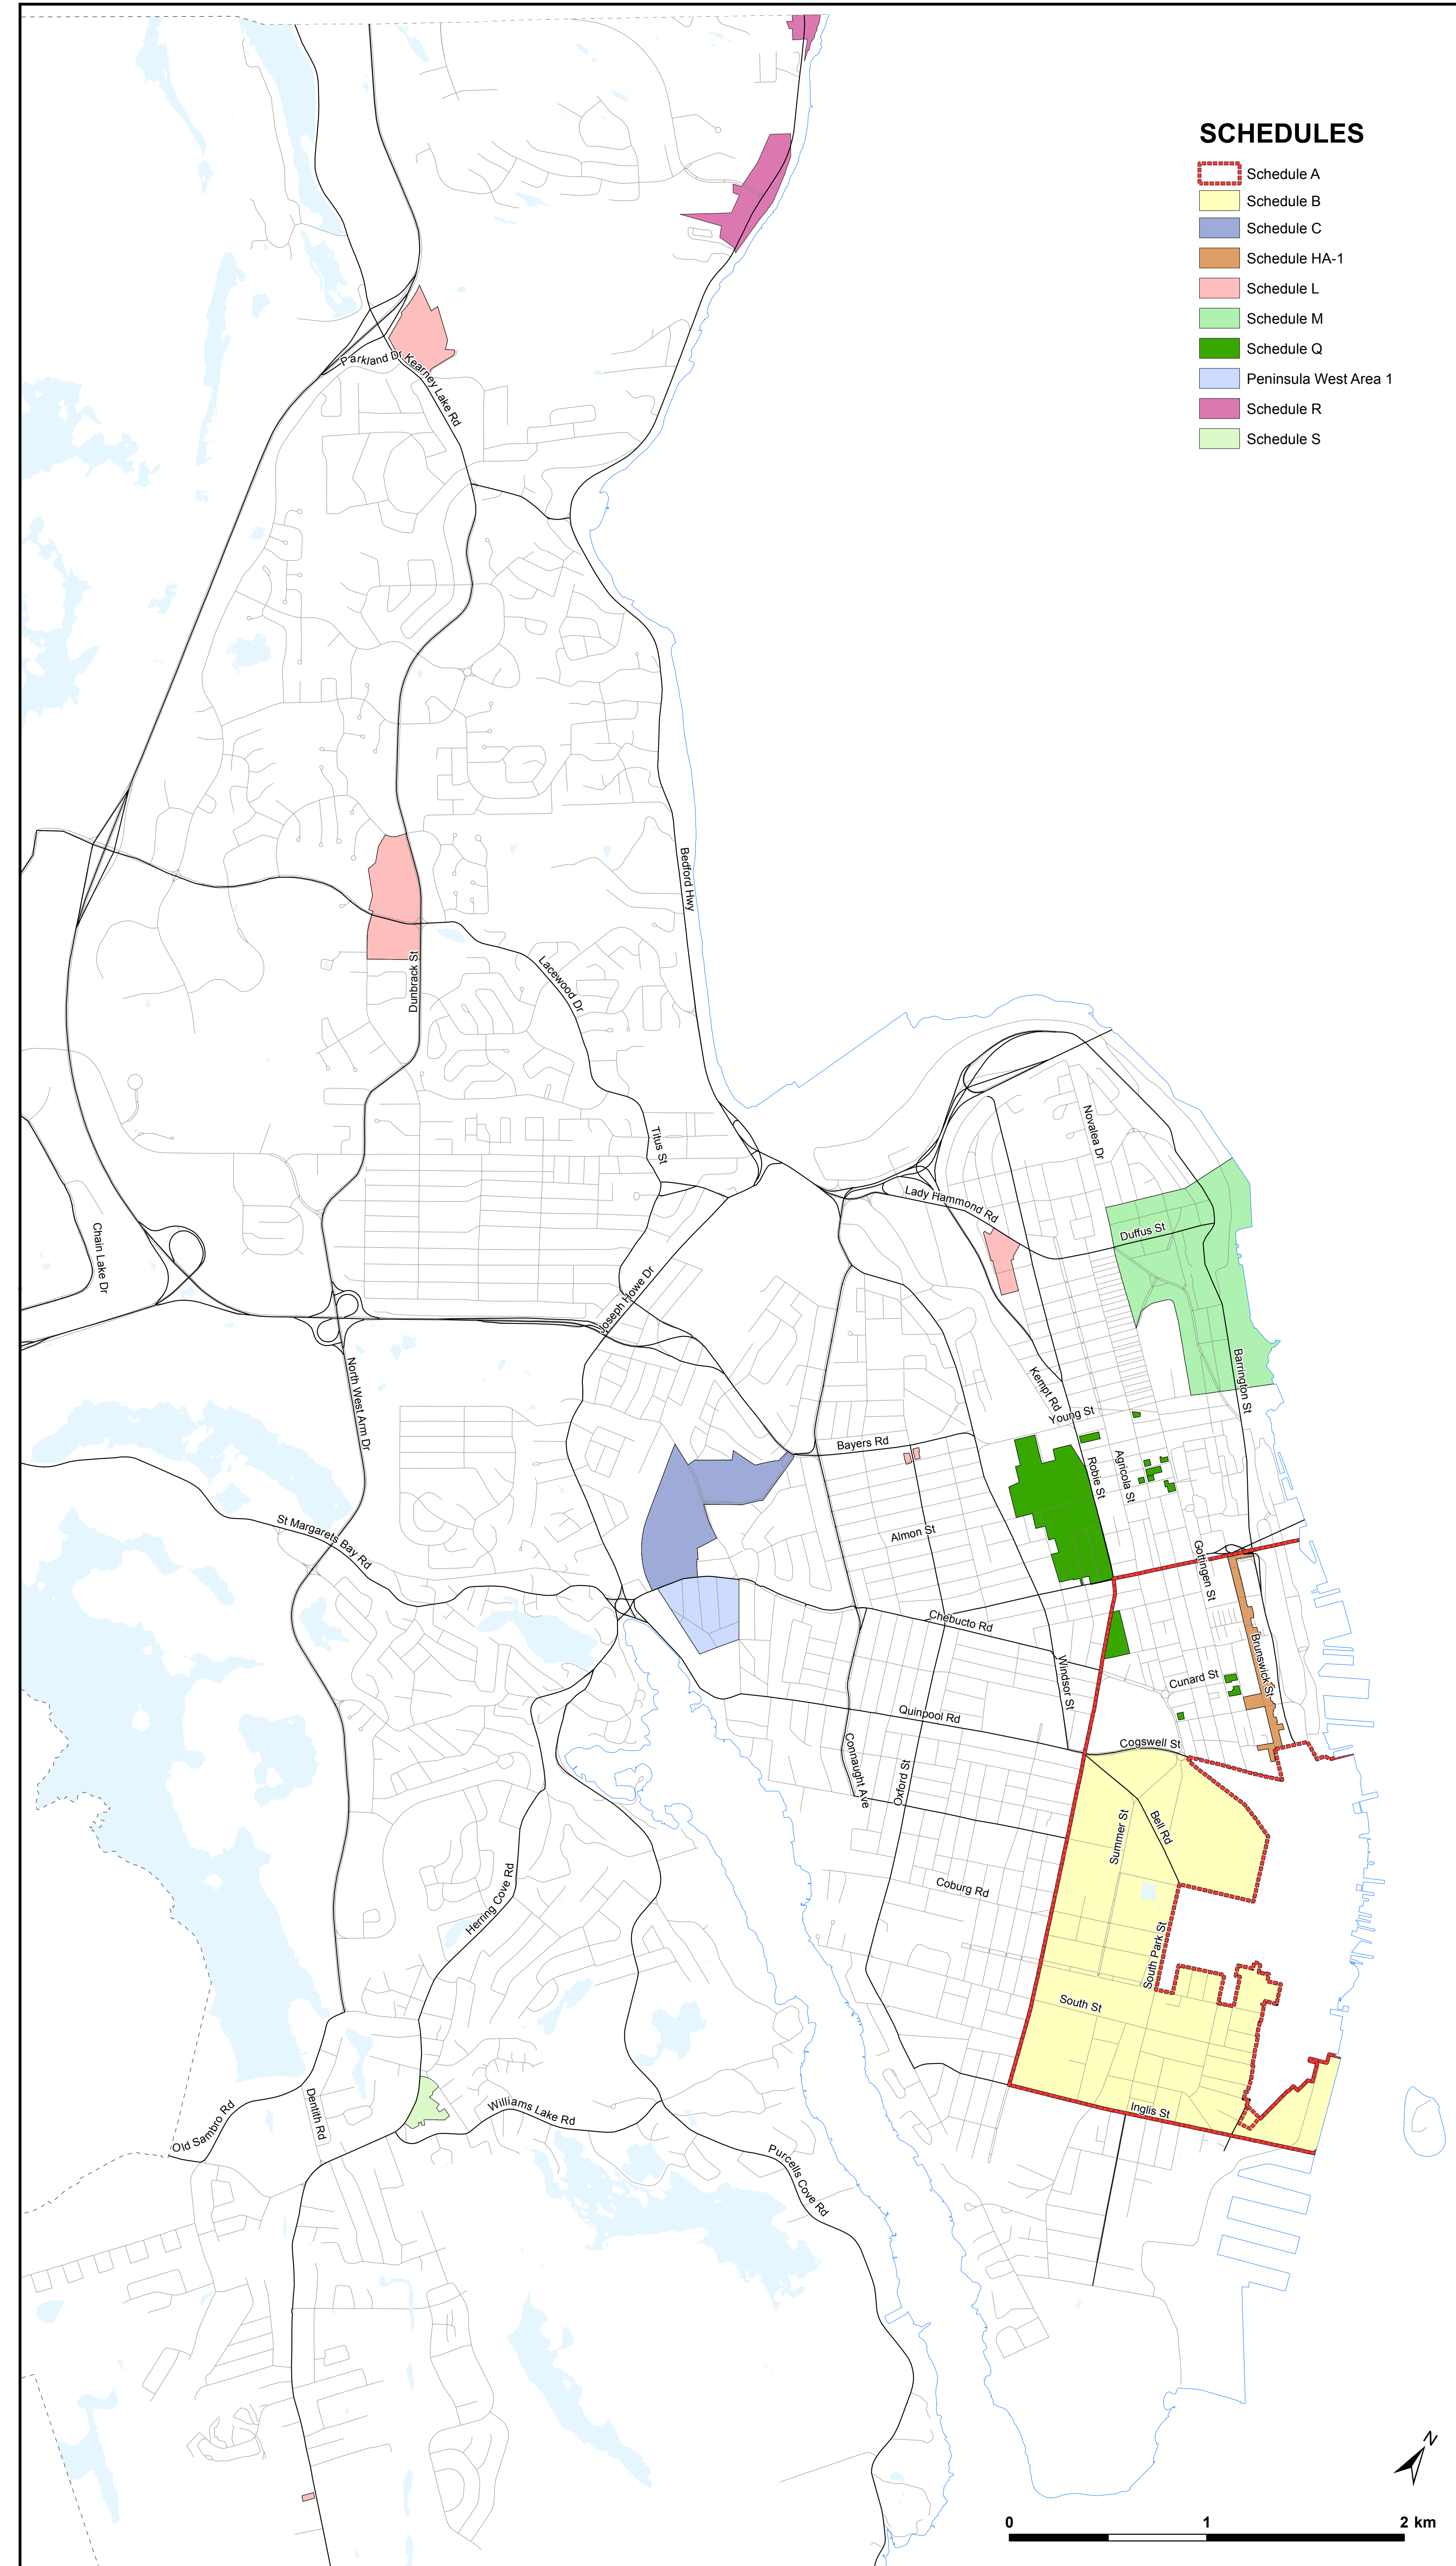 SCHEDULES
Schedule A
Schedule B
Schedule C
Schedule HA-1
Schedule L
Schedule M
Schedule Q
Peninsula West Area 1
Schedule R
Schedule S
Parkland Dr
Kearney Lake Rd
Bedford Hwy
Dunbrack St
Lacewood Dr
Titus St
Novalea Dr
Lady Hammond Rd
Duffus St
Chain Lake Dr
Joseph Howe Dr
North West Arm Dr
Kempt Rd
Barrington St
Young St
Bayers Rd
Robie St
Agricola St
St Margarets Bay Rd
Almon St
Gottingen St
Chebucto Rd
Brunswick St
Windsor St
Cunard St
Quinpool Rd
Cogswell St
Connaught Ave
Oxford St
Summer St
Bell Rd
Coburg Rd
Herring Cove Rd
South Park St
South St
Old Sambro Rd
Dentith Rd
Williams Lake Rd
Inglis St
Purcells Cove Rd
N
0 1 2 km